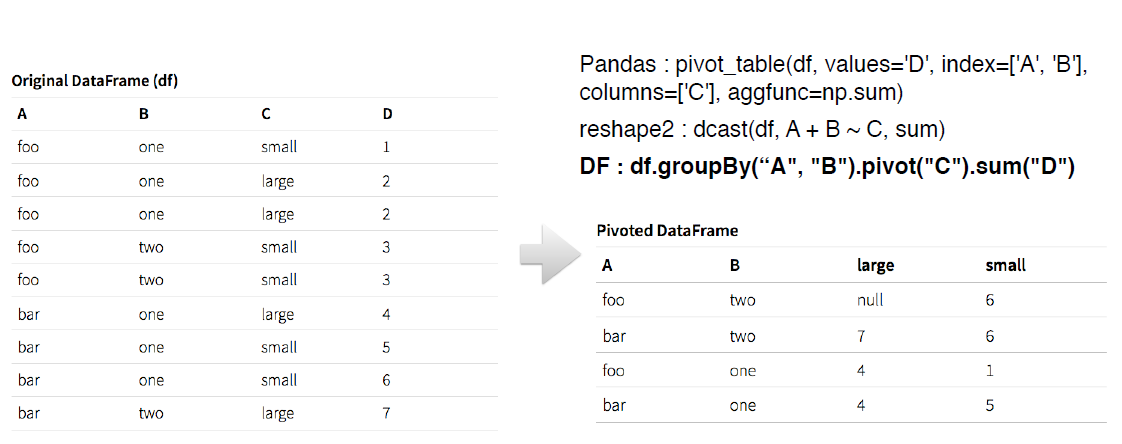 Original DataFrame (df)
A B C D
foo one small 1
foo one large 2
foo one large 2
foo two small 3
foo two small 3
bar one large 4
bar one small 5
bar one small 6
bar two large 7
Pandas : pivot_table(df, values='D', index=['A', 'B'],
columns=['C'], aggfunc=np.sum)
reshape2 : dcast(df, A + B ~ C, sum)
DF : df.groupBy(“A", "B").pivot("C").sum("D")
Pivoted DataFrame
A B large small
foo two null 6
bar two 7 6
foo one 4 1
bar one 4 5